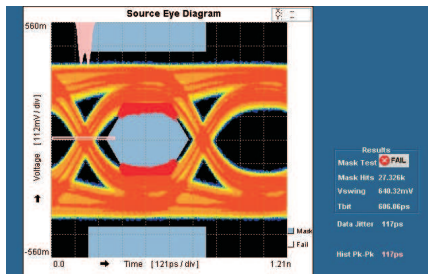 Source Eye Diagram
X: --
Y: --
560m
Voltage [112mV / div]
-560m
0.0
Time [121ps / div]
1.21n
Mask
Fail
Results
Mask Test FAIL
Mask Hits 27.326k
Vswing 640.32mV
Tbit 606.06ps
Data Jitter 117ps
Hist Pk-Pk 117ps